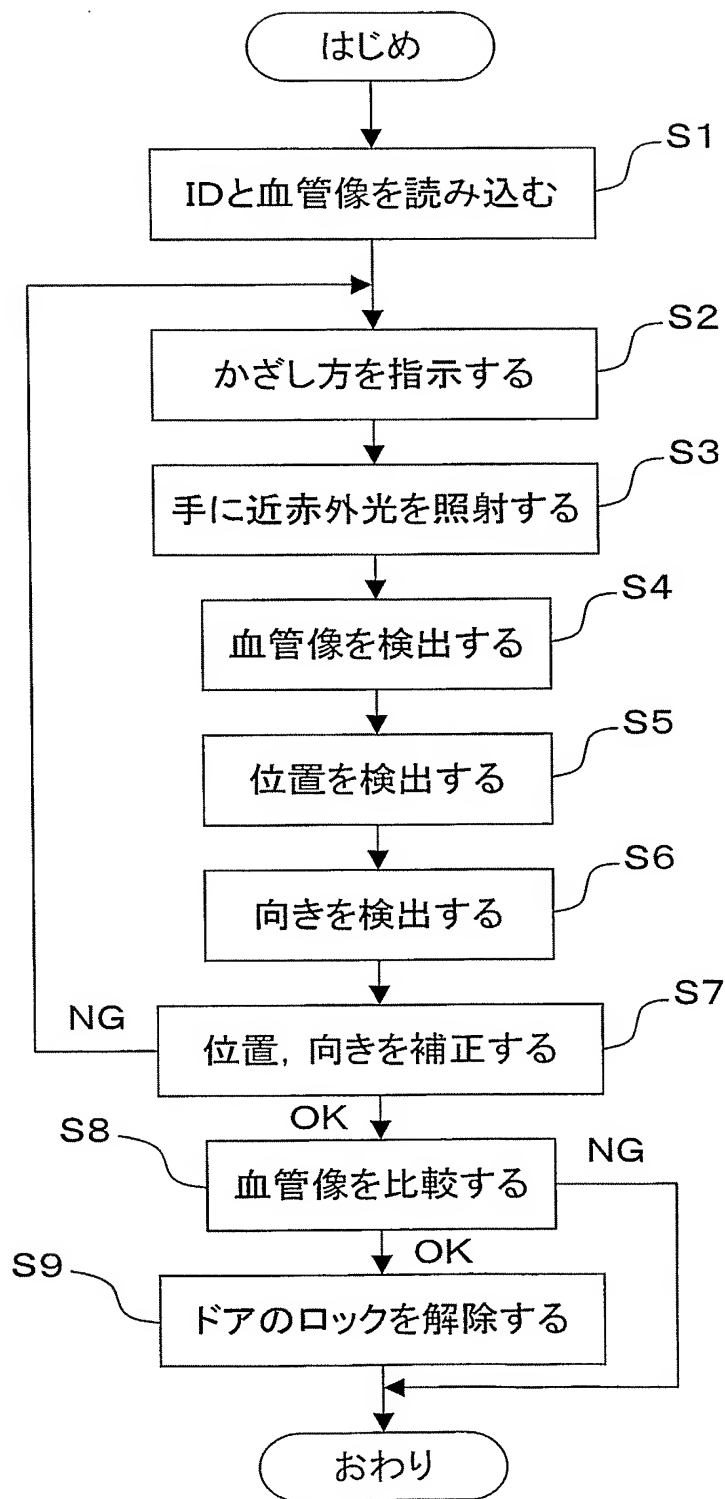 はじめ
S1
IDと血管像を読み込む
S2
かざし方を指示する
S3
手に近赤外光を照射する
S4
血管像を検出する
S5
位置を検出する
S6
向きを検出する
S7
NG
位置，向きを補正する
OK
S8
NG
血管像を比較する
OK
S9
ドアのロックを解除する
おわり